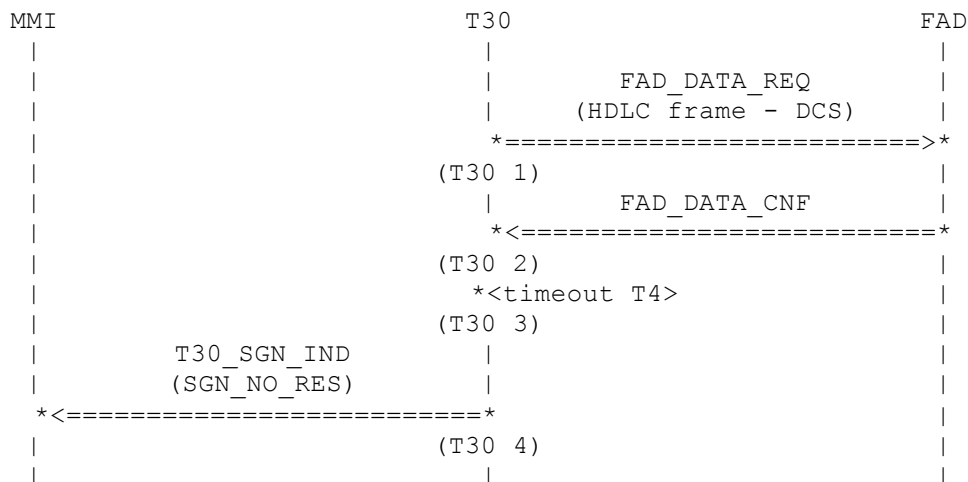 MMI T30 FAD
| | |
| | FAD_DATA_REQ |
| | (HDLC frame - DCS) |
| *==========================>*
| (T30 1) |
| | FAD_DATA_CNF |
| *<==========================*
| (T30 2) |
| *<timeout T4> |
| (T30 3) |
| T30_SGN_IND | |
| (SGN_NO_RES) | |
*<==========================* |
| (T30 4) |
| | |